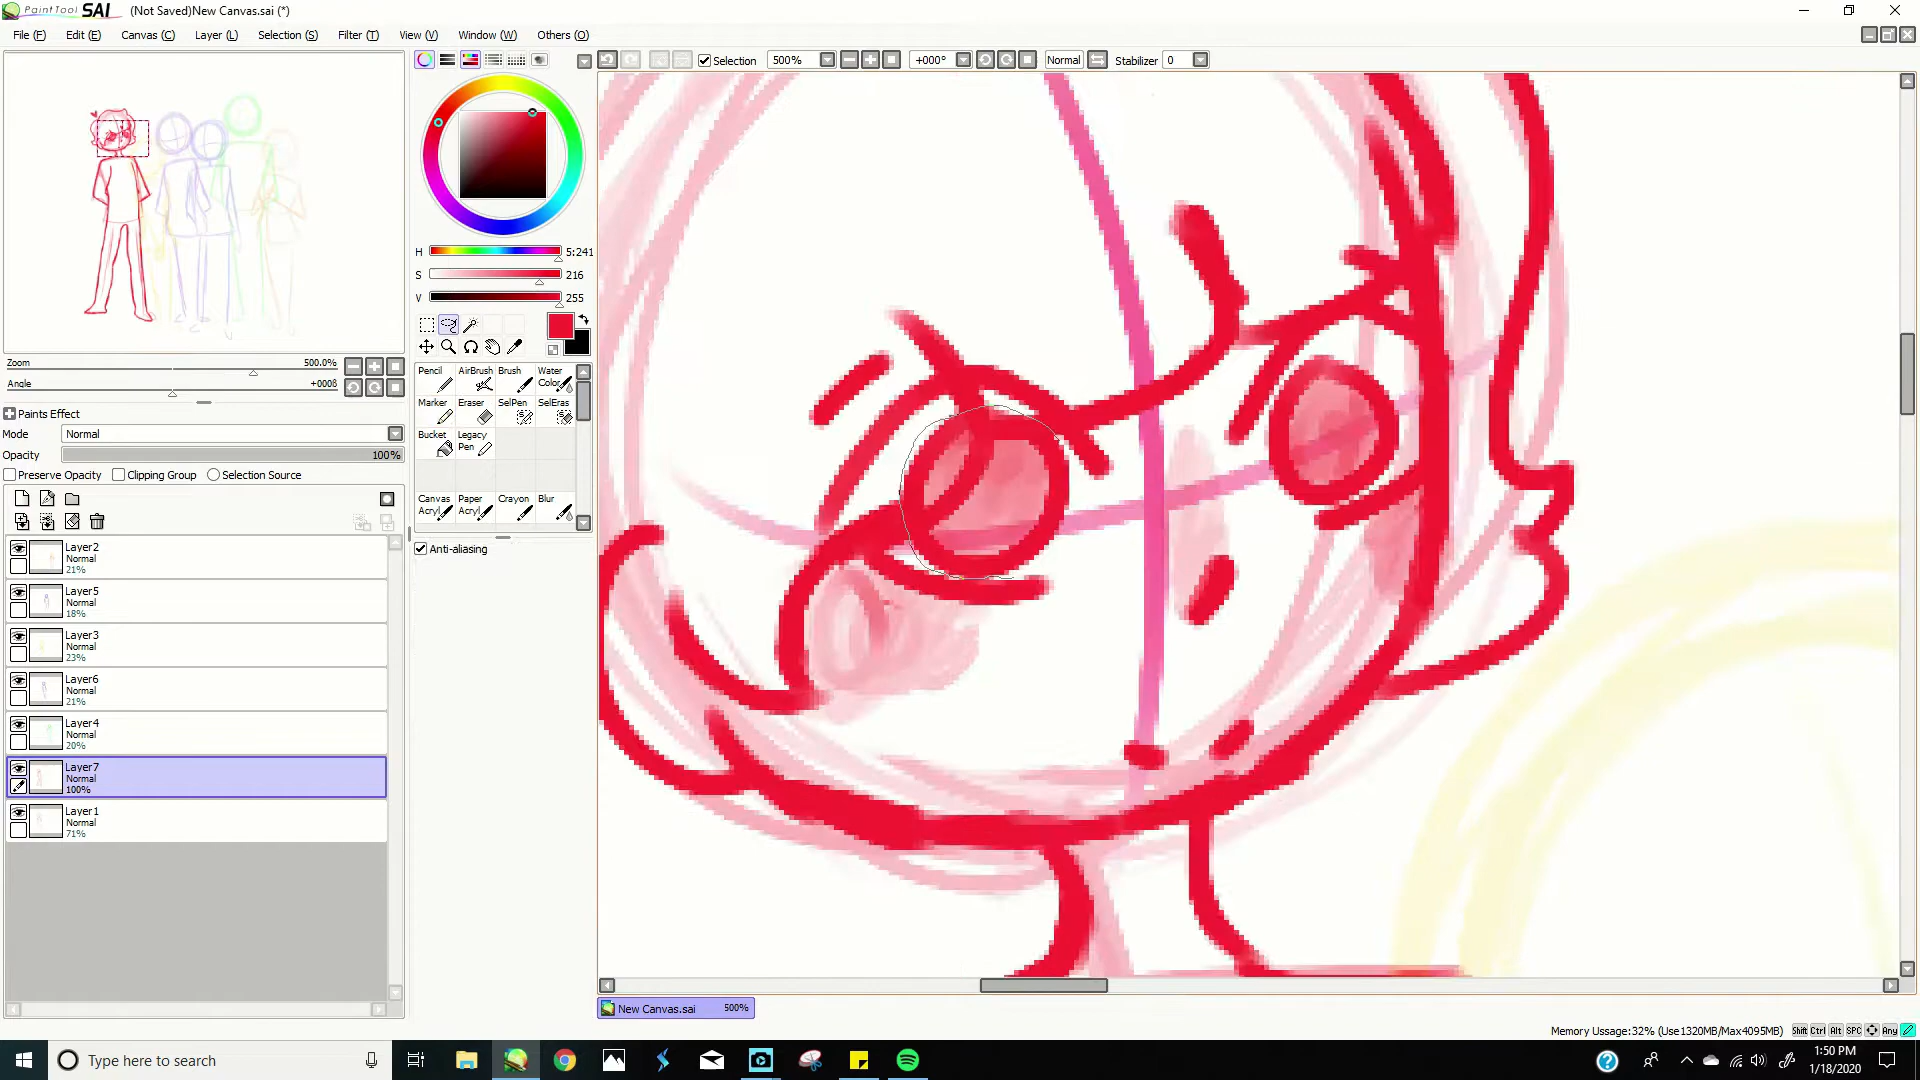 PaintTool SAI (Not Saved)New Canvas.sai (*)
File (F) Edit (E) Canvas (C) Layer (L) Selection (S) Filter (T) View (V) Window (W) Others (O)
Selection 500% +000° Normal Stabilizer 0
H 5:241
S 216
V 255
Zoom 500.0%
Angle +000ß
Paints Effect
Mode Normal
Opacity 100%
Preserve Opacity Clipping Group Selection Source
Pencil AirBrush Brush Water Color
Marker Eraser SelPen SelEras
Bucket Legacy Pen
Canvas Acryl Paper Acryl Crayon Blur
Anti-aliasing
Layer2
Normal
21%
Layer5
Normal
18%
Layer3
Normal
23%
Layer6
Normal
21%
Layer4
Normal
20%
Layer7
Normal
100%
Layer1
Normal
71%
New Canvas.sai 500%
Memory Ussage:32% (Use1320MB/Max4095MB) Shift Ctrl Alt SPC Any
Type here to search
1:50 PM
1/18/2020